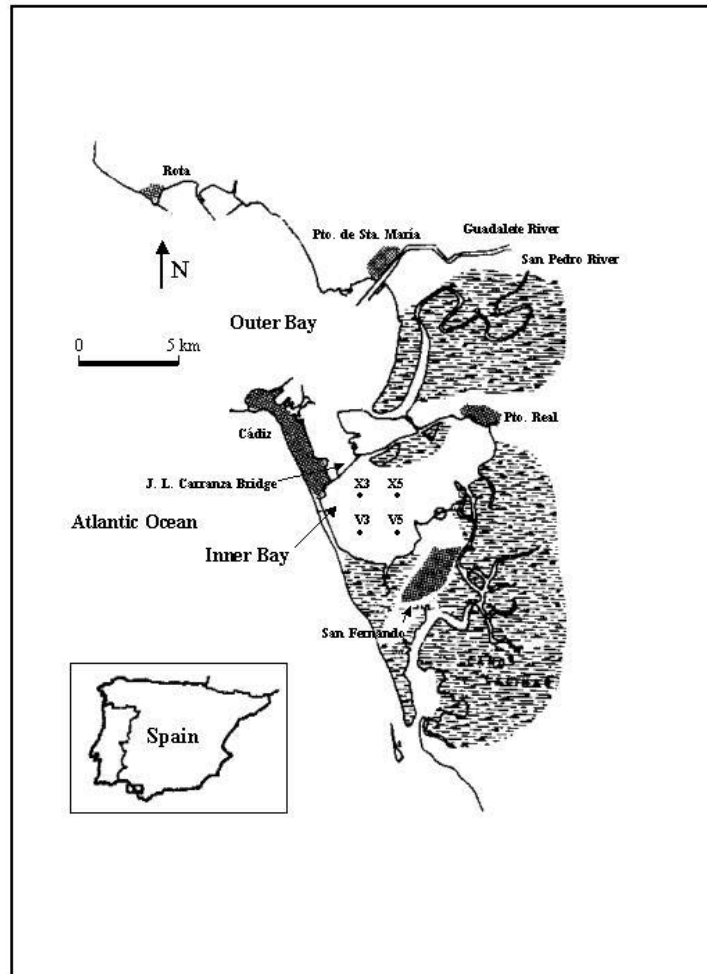 Rota
Pto. de Sta. María
Guadalete River
San Pedro River
N
Outer Bay
0 5 km
Cádiz
Pto. Real
J. L. Carranza Bridge
X3 X5
Atlantic Ocean
V3 V5
Inner Bay
San Fernando
Spain